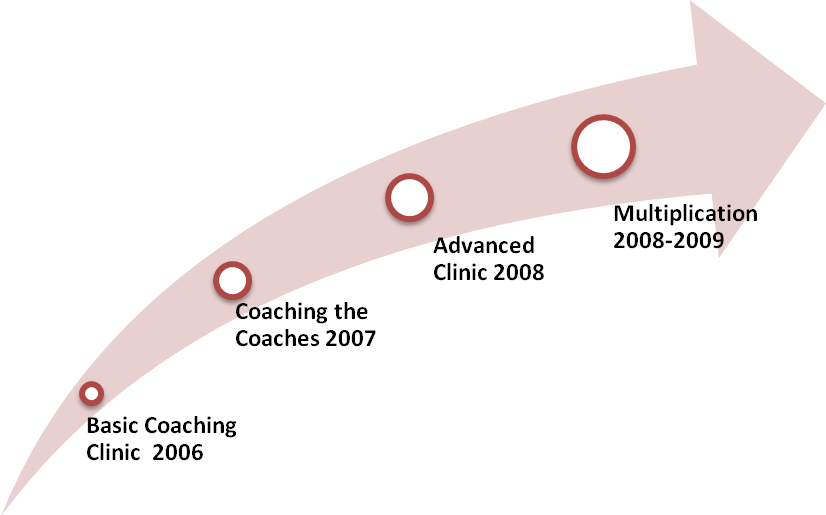 Basic Coaching
Clinic  2006
Coaching the
Coaches 2007
Advanced
Clinic 2008
Multiplication
2008-2009